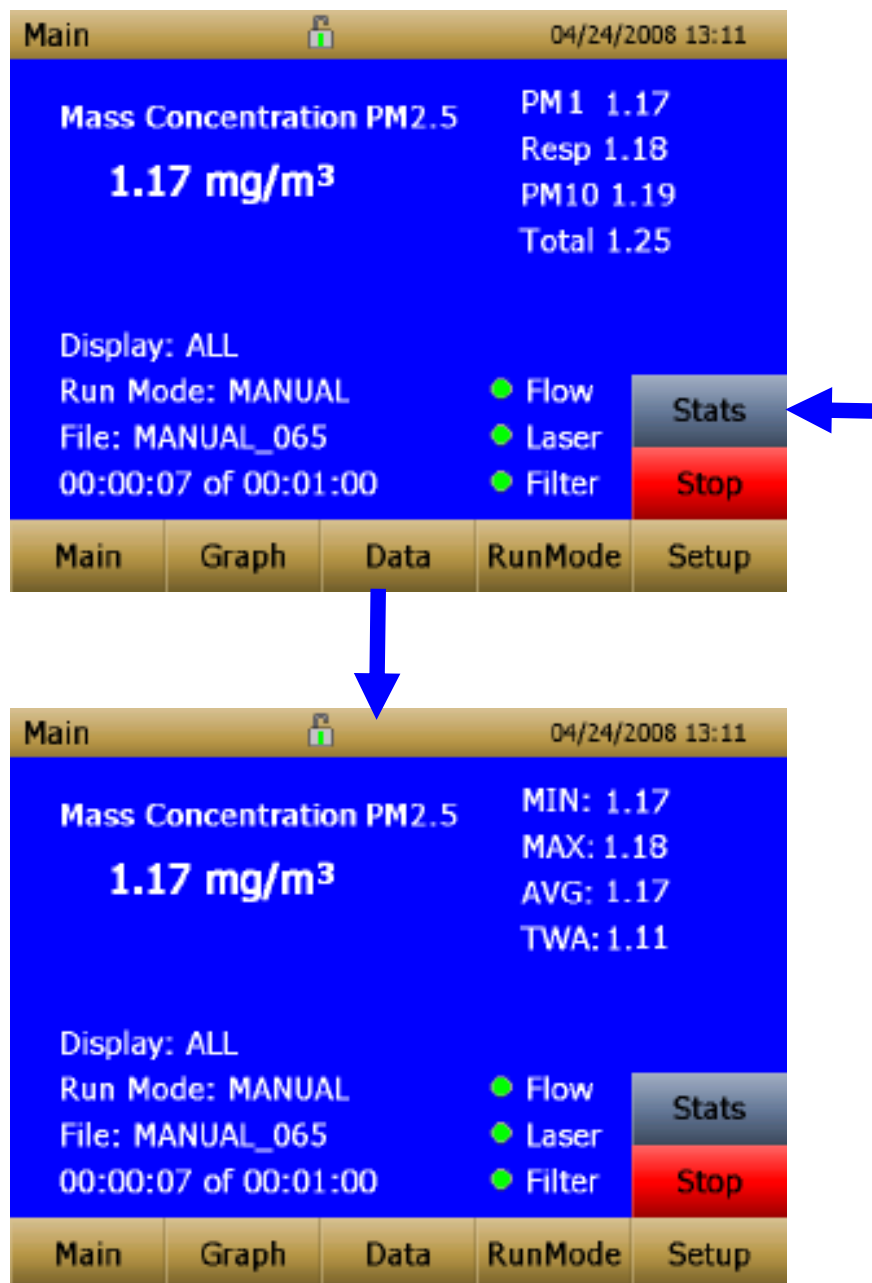 Main 04/24/2008 13:11
Mass Concentration PM2.5
1.17 mg/m³
PM1 1.17
Resp 1.18
PM10 1.19
Total 1.25
Display: ALL
Run Mode: MANUAL
File: MANUAL_065
00:00:07 of 00:01:00
Flow
Laser
Filter
Stats
Stop
Main Graph Data RunMode Setup
Main 04/24/2008 13:11
Mass Concentration PM2.5
1.17 mg/m³
MIN: 1.17
MAX: 1.18
AVG: 1.17
TWA: 1.11
Display: ALL
Run Mode: MANUAL
File: MANUAL_065
00:00:07 of 00:01:00
Flow
Laser
Filter
Stats
Stop
Main Graph Data RunMode Setup